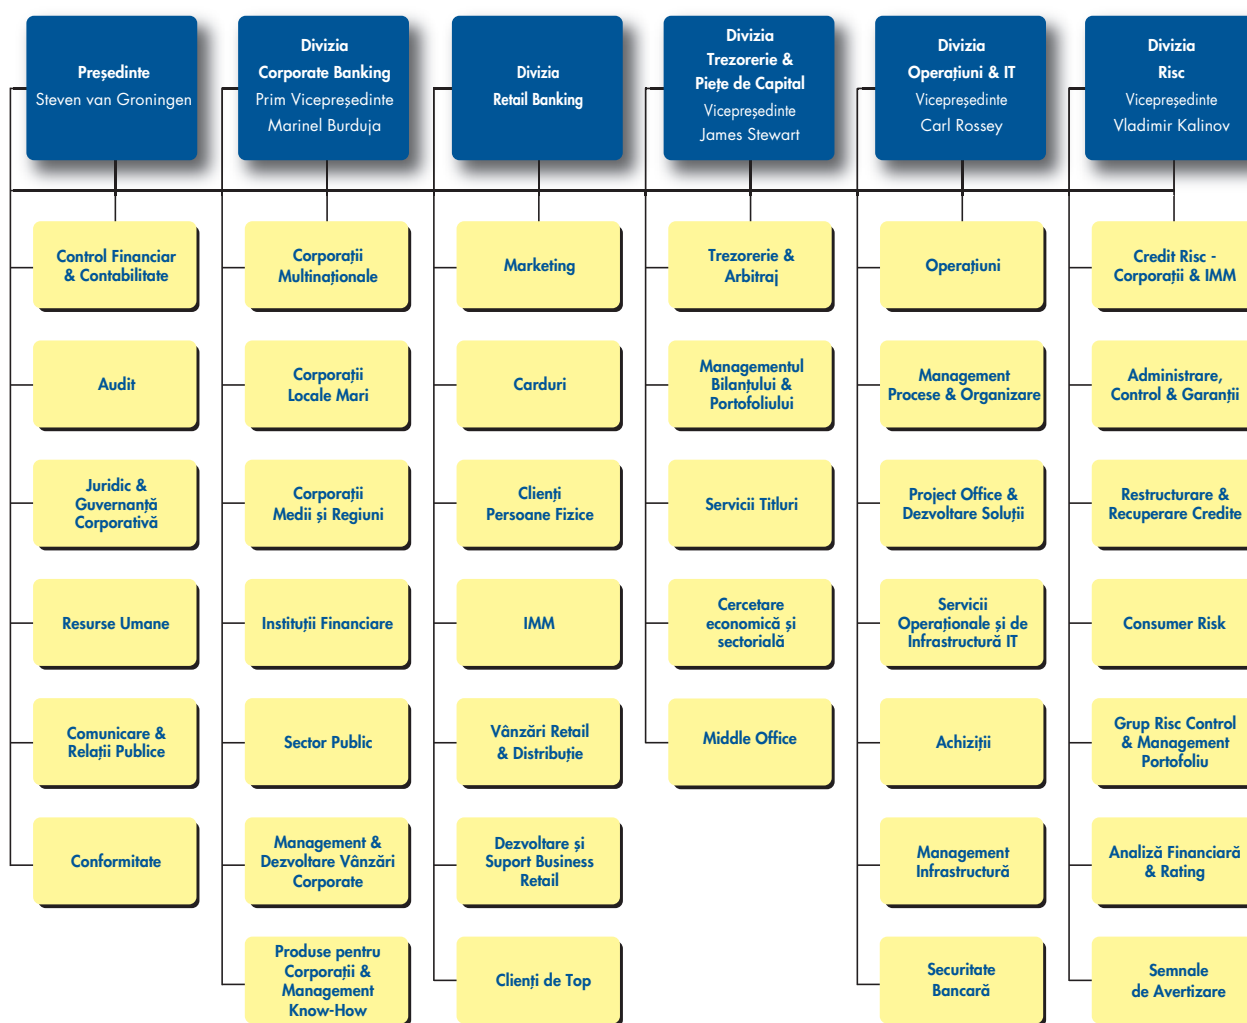 Președinte
Steven van Groningen
Divizia
Corporate Banking
Prim Vicepreședinte
Marinel Burduja
Divizia
Retail Banking
Divizia
Trezorerie &
Piețe de Capital
Vicepreședinte
James Stewart
Divizia
Operațiuni & IT
Vicepreședinte
Carl Rossey
Divizia
Risc
Vicepreședinte
Vladimir Kalinov
Control Financiar
& Contabilitate
Corporații
Multinaționale
Marketing
Trezorerie &
Arbitraj
Operațiuni
Credit Risc -
Corporații & IMM
Audit
Corporații
Locale Mari
Carduri
Managementul
Bilanțului &
Portofoliului
Management
Procese & Organizare
Administrare,
Control & Garanții
Juridic &
Guvernanță
Corporativă
Corporații
Medii și Regiuni
Clienți
Persoane Fizice
Servicii Titluri
Project Office &
Dezvoltare Soluții
Restructurare &
Recuperare Credite
Resurse Umane
Instituții Financiare
IMM
Cercetare
economică și
sectorială
Servicii
Operaționale și de
Infrastructură IT
Consumer Risk
Comunicare &
Relații Publice
Sector Public
Vânzări Retail
& Distribuție
Middle Office
Achiziții
Grup Risc Control
& Management
Portofoliu
Conformitate
Management &
Dezvoltare Vânzări
Corporate
Dezvoltare și
Suport Business
Retail
Management
Infrastructură
Analiză Financiară
& Rating
Produse pentru
Corporații &
Management
Know-How
Clienți de Top
Securitate
Bancară
Semnale
de Avertizare